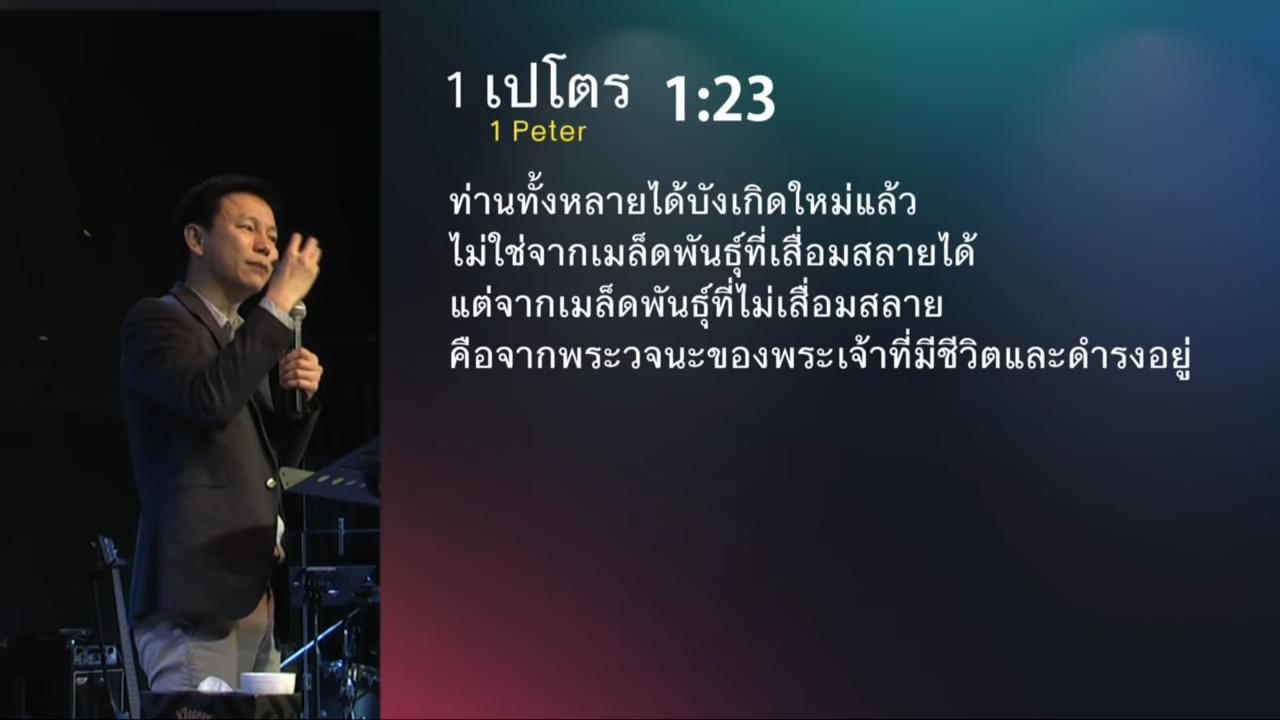 1 เปโตร 1:23
1 Peter
ท่านทั้งหลายได้บังเกิดใหม่แล้ว
ไม่ใช่จากเมล็ดพันธุ์ที่เสื่อมสลายได้
แต่จากเมล็ดพันธุ์ที่ไม่เสื่อมสลาย
คือจากพระวจนะของพระเจ้าที่มีชีวิตและดำรงอยู่
Kleenex